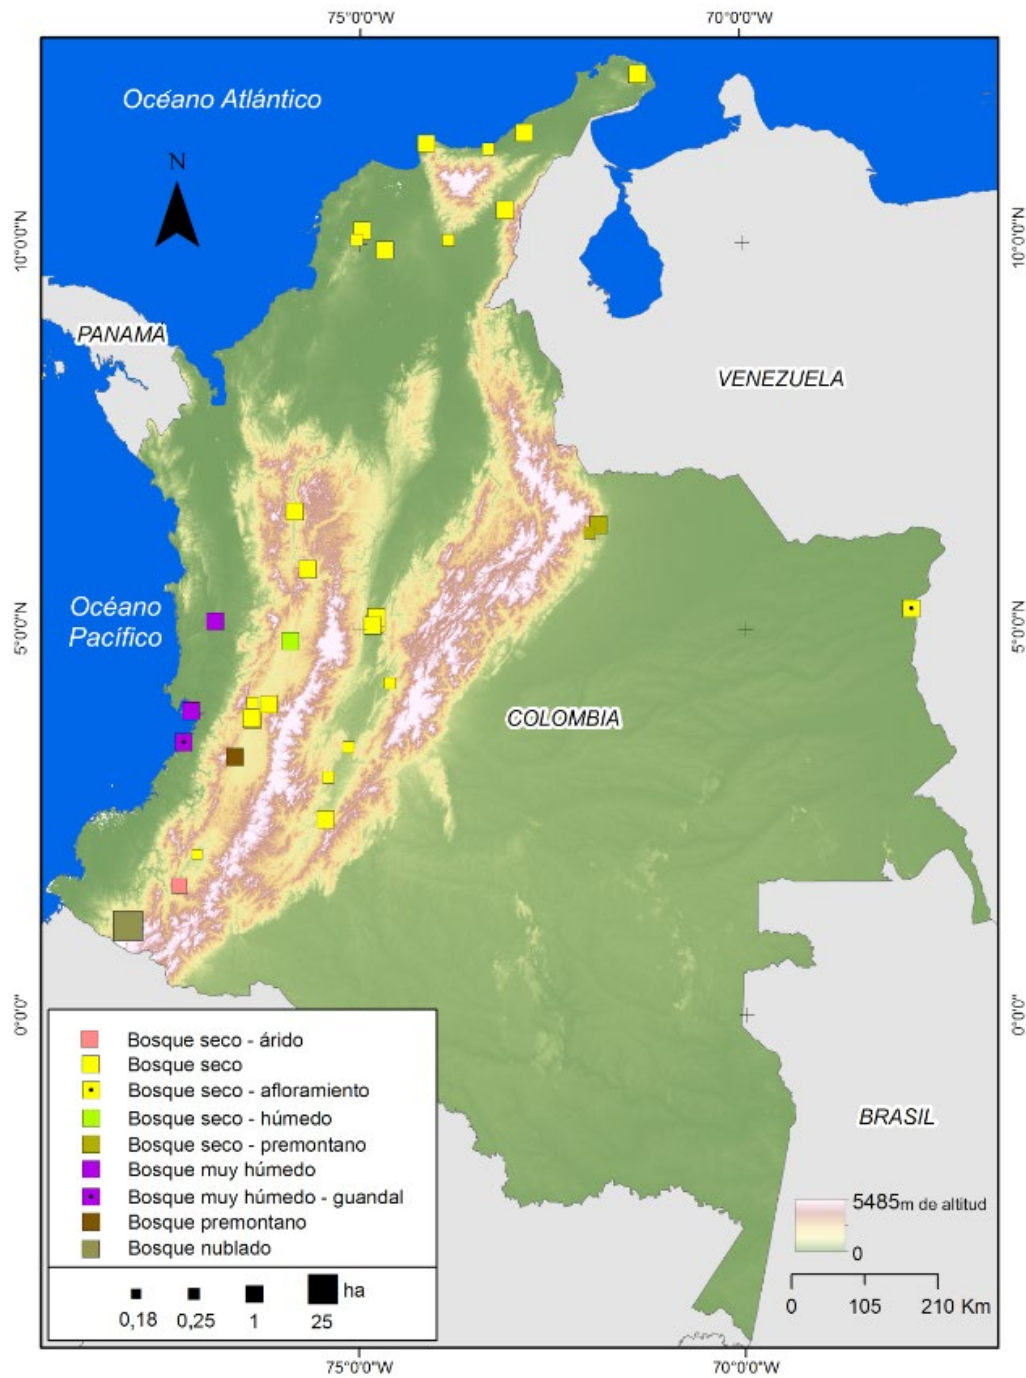 75°0'0"W
70°0'0"W
Océano Atlántico
N
10°0'0"N
10°0'0"N
PANAMA
VENEZUELA
Océano
Pacífico
5°0'0"N
5°0'0"N
COLOMBIA
0°0'0"
0°0'0"
Bosque seco - árido
Bosque seco
Bosque seco - afloramiento
Bosque seco - húmedo
Bosque seco - premontano
Bosque muy húmedo
Bosque muy húmedo - guandal
Bosque premontano
Bosque nublado
ha
0,18 0,25 1 25
BRASIL
5485m de altitud
0
0 105 210 Km
75°0'0"W
70°0'0"W